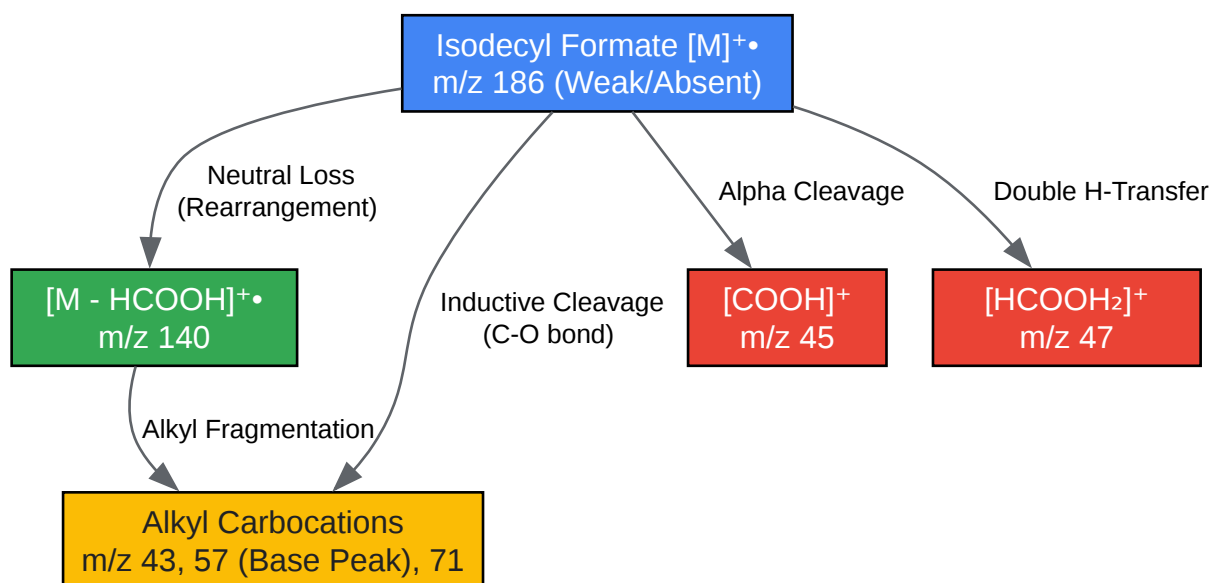 Isodecyl Formate [M]⁺•
m/z 186 (Weak/Absent)
Neutral Loss
(Rearrangement)
Alpha Cleavage
Double H-Transfer
[M - HCOOH]⁺•
m/z 140
Inductive Cleavage
(C-O bond)
[COOH]⁺
m/z 45
[HCOOH₂]⁺
m/z 47
Alkyl Fragmentation
Alkyl Carbocations
m/z 43, 57 (Base Peak), 71